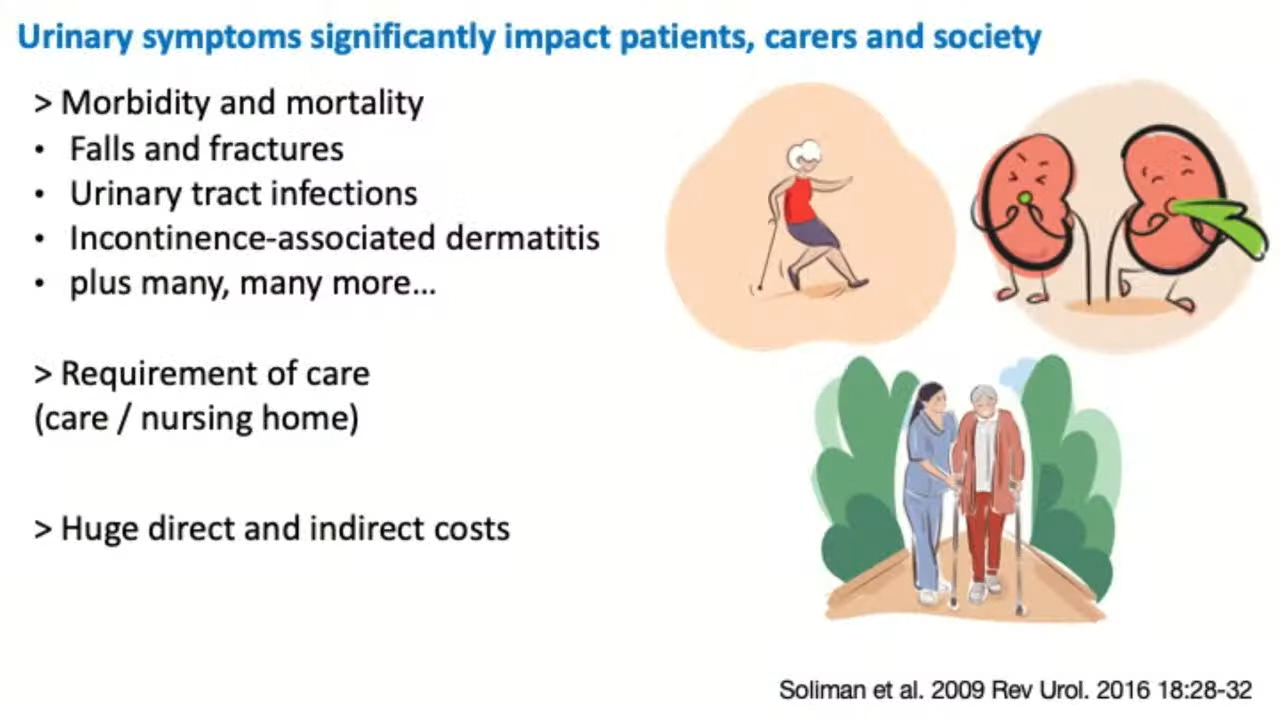 Urinary symptoms significantly impact patients, carers and society
> Morbidity and mortality
• Falls and fractures
• Urinary tract infections
• Incontinence-associated dermatitis
• plus many, many more...
> Requirement of care
(care / nursing home)
> Huge direct and indirect costs
Soliman et al. 2009 Rev Urol. 2016 18:28-32